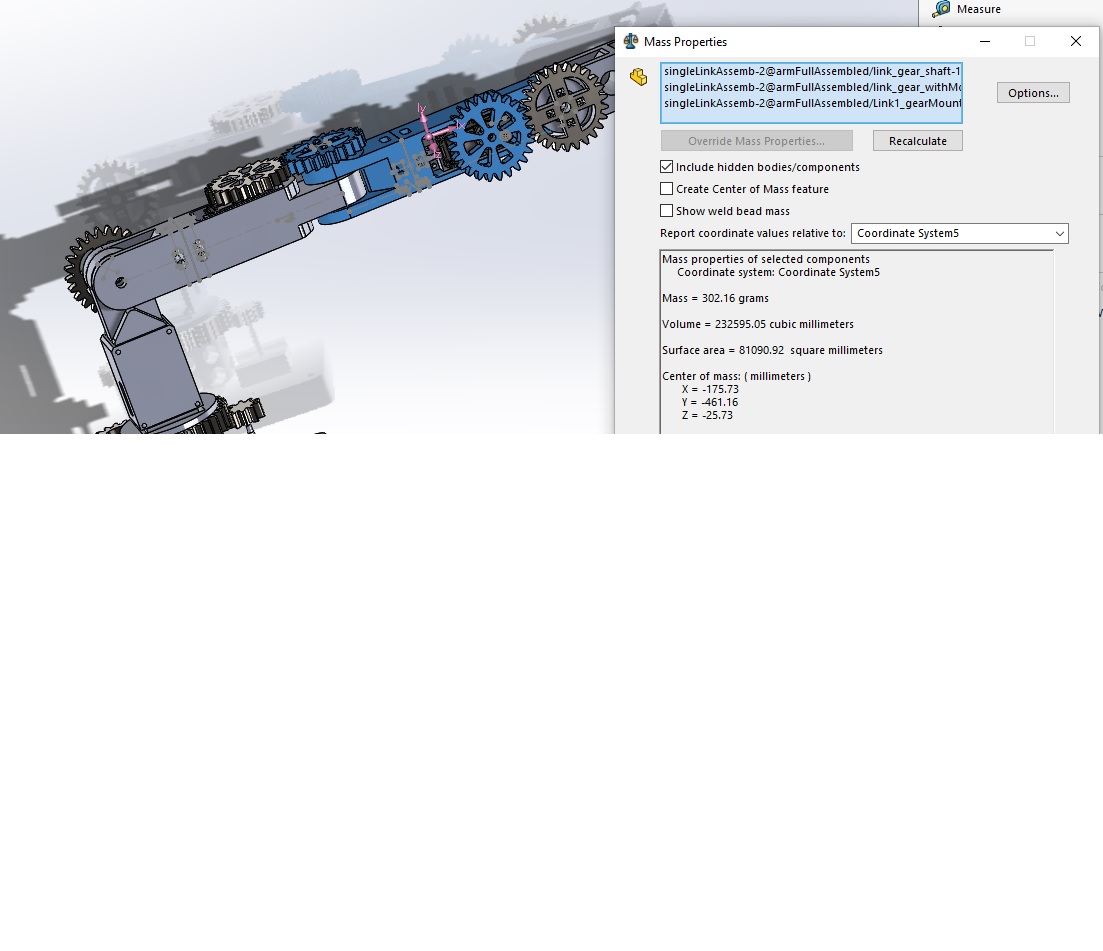 Measure
Mass Properties
singleLinkAssemb-2@armFullAssembled/link_gear_shaft-1
singleLinkAssemb-2@armFullAssembled/link_gear_withMo
singleLinkAssemb-2@armFullAssembled/Link1_gearMount
Options...
Override Mass Properties...
Recalculate
Include hidden bodies/components
Create Center of Mass feature
Show weld bead mass
Report coordinate values relative to: Coordinate System5
Mass properties of selected components
Coordinate system: Coordinate System5
Mass = 302.16 grams
Volume = 232595.05 cubic millimeters
Surface area = 81090.92 square millimeters
Center of mass: ( millimeters )
X = -175.73
Y = -461.16
Z = -25.73